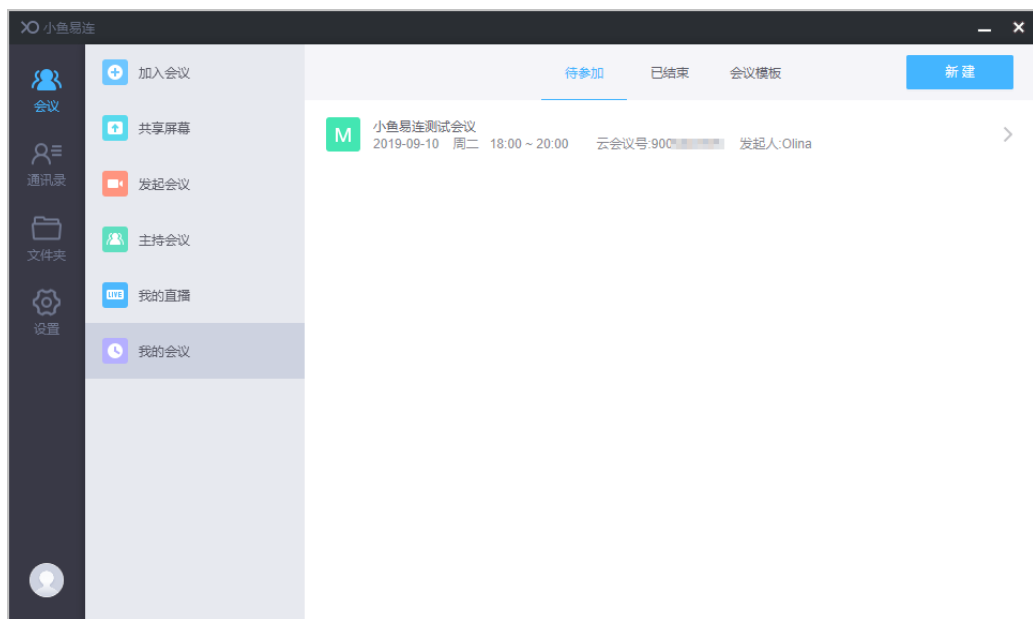 小鱼易连
会议
通讯录
文件夹
设置
加入会议
共享屏幕
发起会议
主持会议
LIVE 我的直播
我的会议
待参加 已结束 会议模板 新建
M 小鱼易连测试会议
2019-09-10 周二 18:00 ~ 20:00 云会议号:900 发起人:Olina